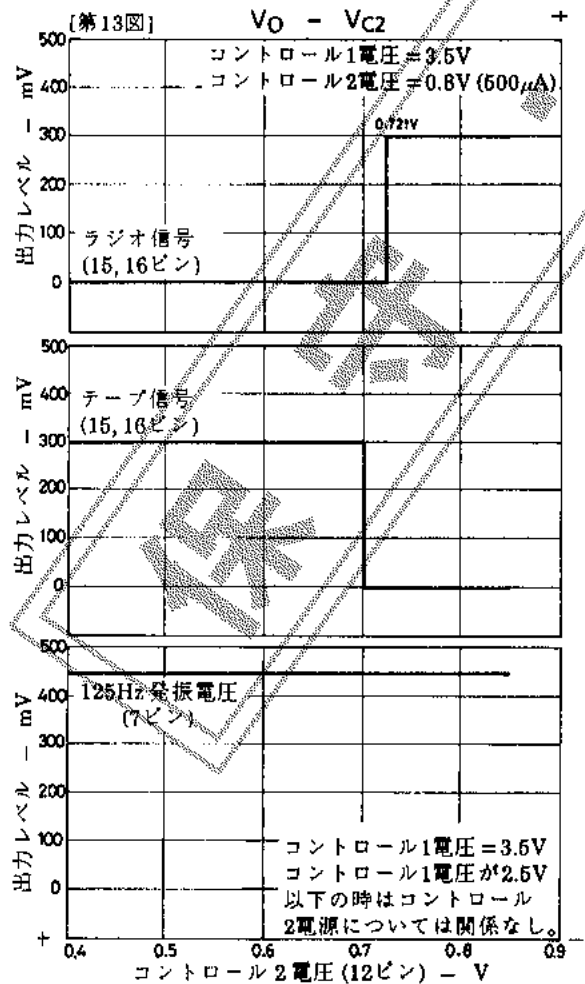 [第13図] VO - VC2 +
500
コントロール1電圧=3.5V
コントロール2電圧=0.8V (500μA)
400
0.721V
300
200
100
ラジオ信号
(15, 16ピン)
0
出力レベル - mV
500
400
テープ信号
(15, 16ピン)
300
200
100
0
出力レベル - mV
500
400
125Hz発振電圧
(7ピン)
300
200
100
0
出力レベル - mV
コントロール1電圧=3.5V
コントロール1電圧が2.5V
以下の時はコントロール
2電源については関係なし。
+
0.4 0.5 0.6 0.7 0.8 0.9
コントロール2電圧(12ピン) - V